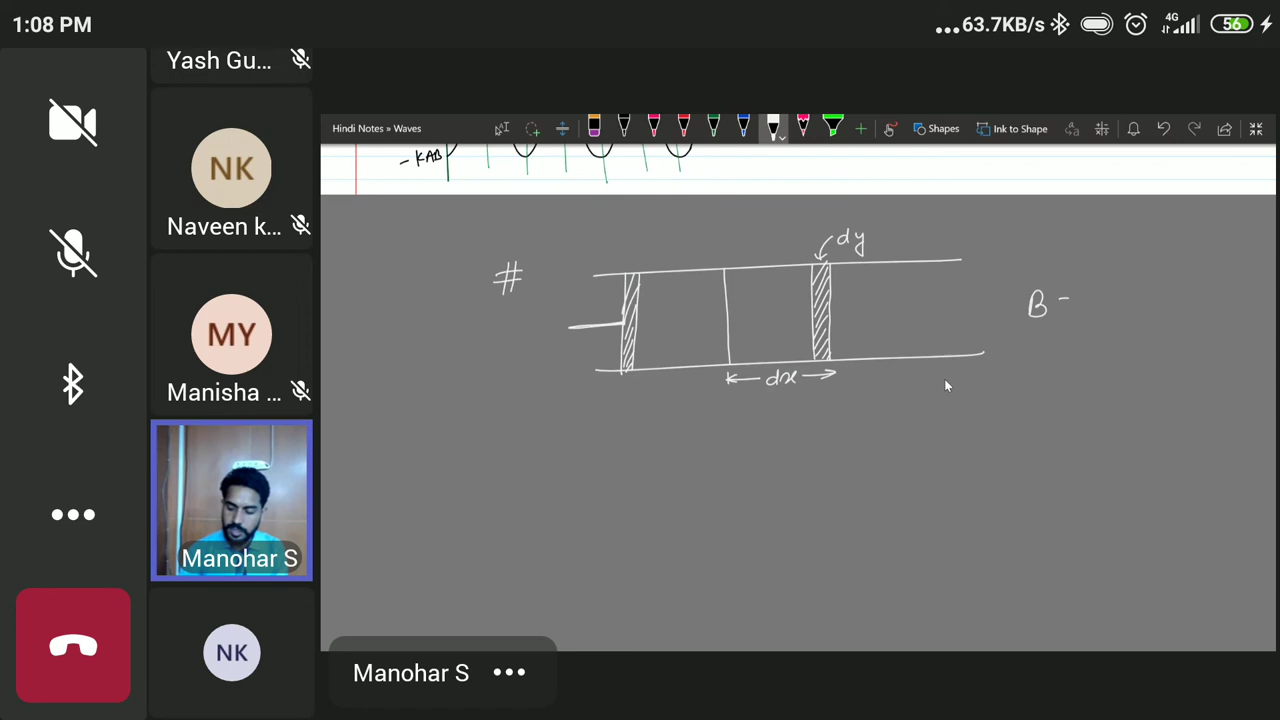 1:08 PM
...63.7KB/s 4G 56
Yash Gu...
NK
Naveen k...
MY
Manisha ...
Manohar S
NK
Hindi Notes » Waves
Shapes
Ink to Shape
- KAB
#
dy
B -
dx
Manohar S